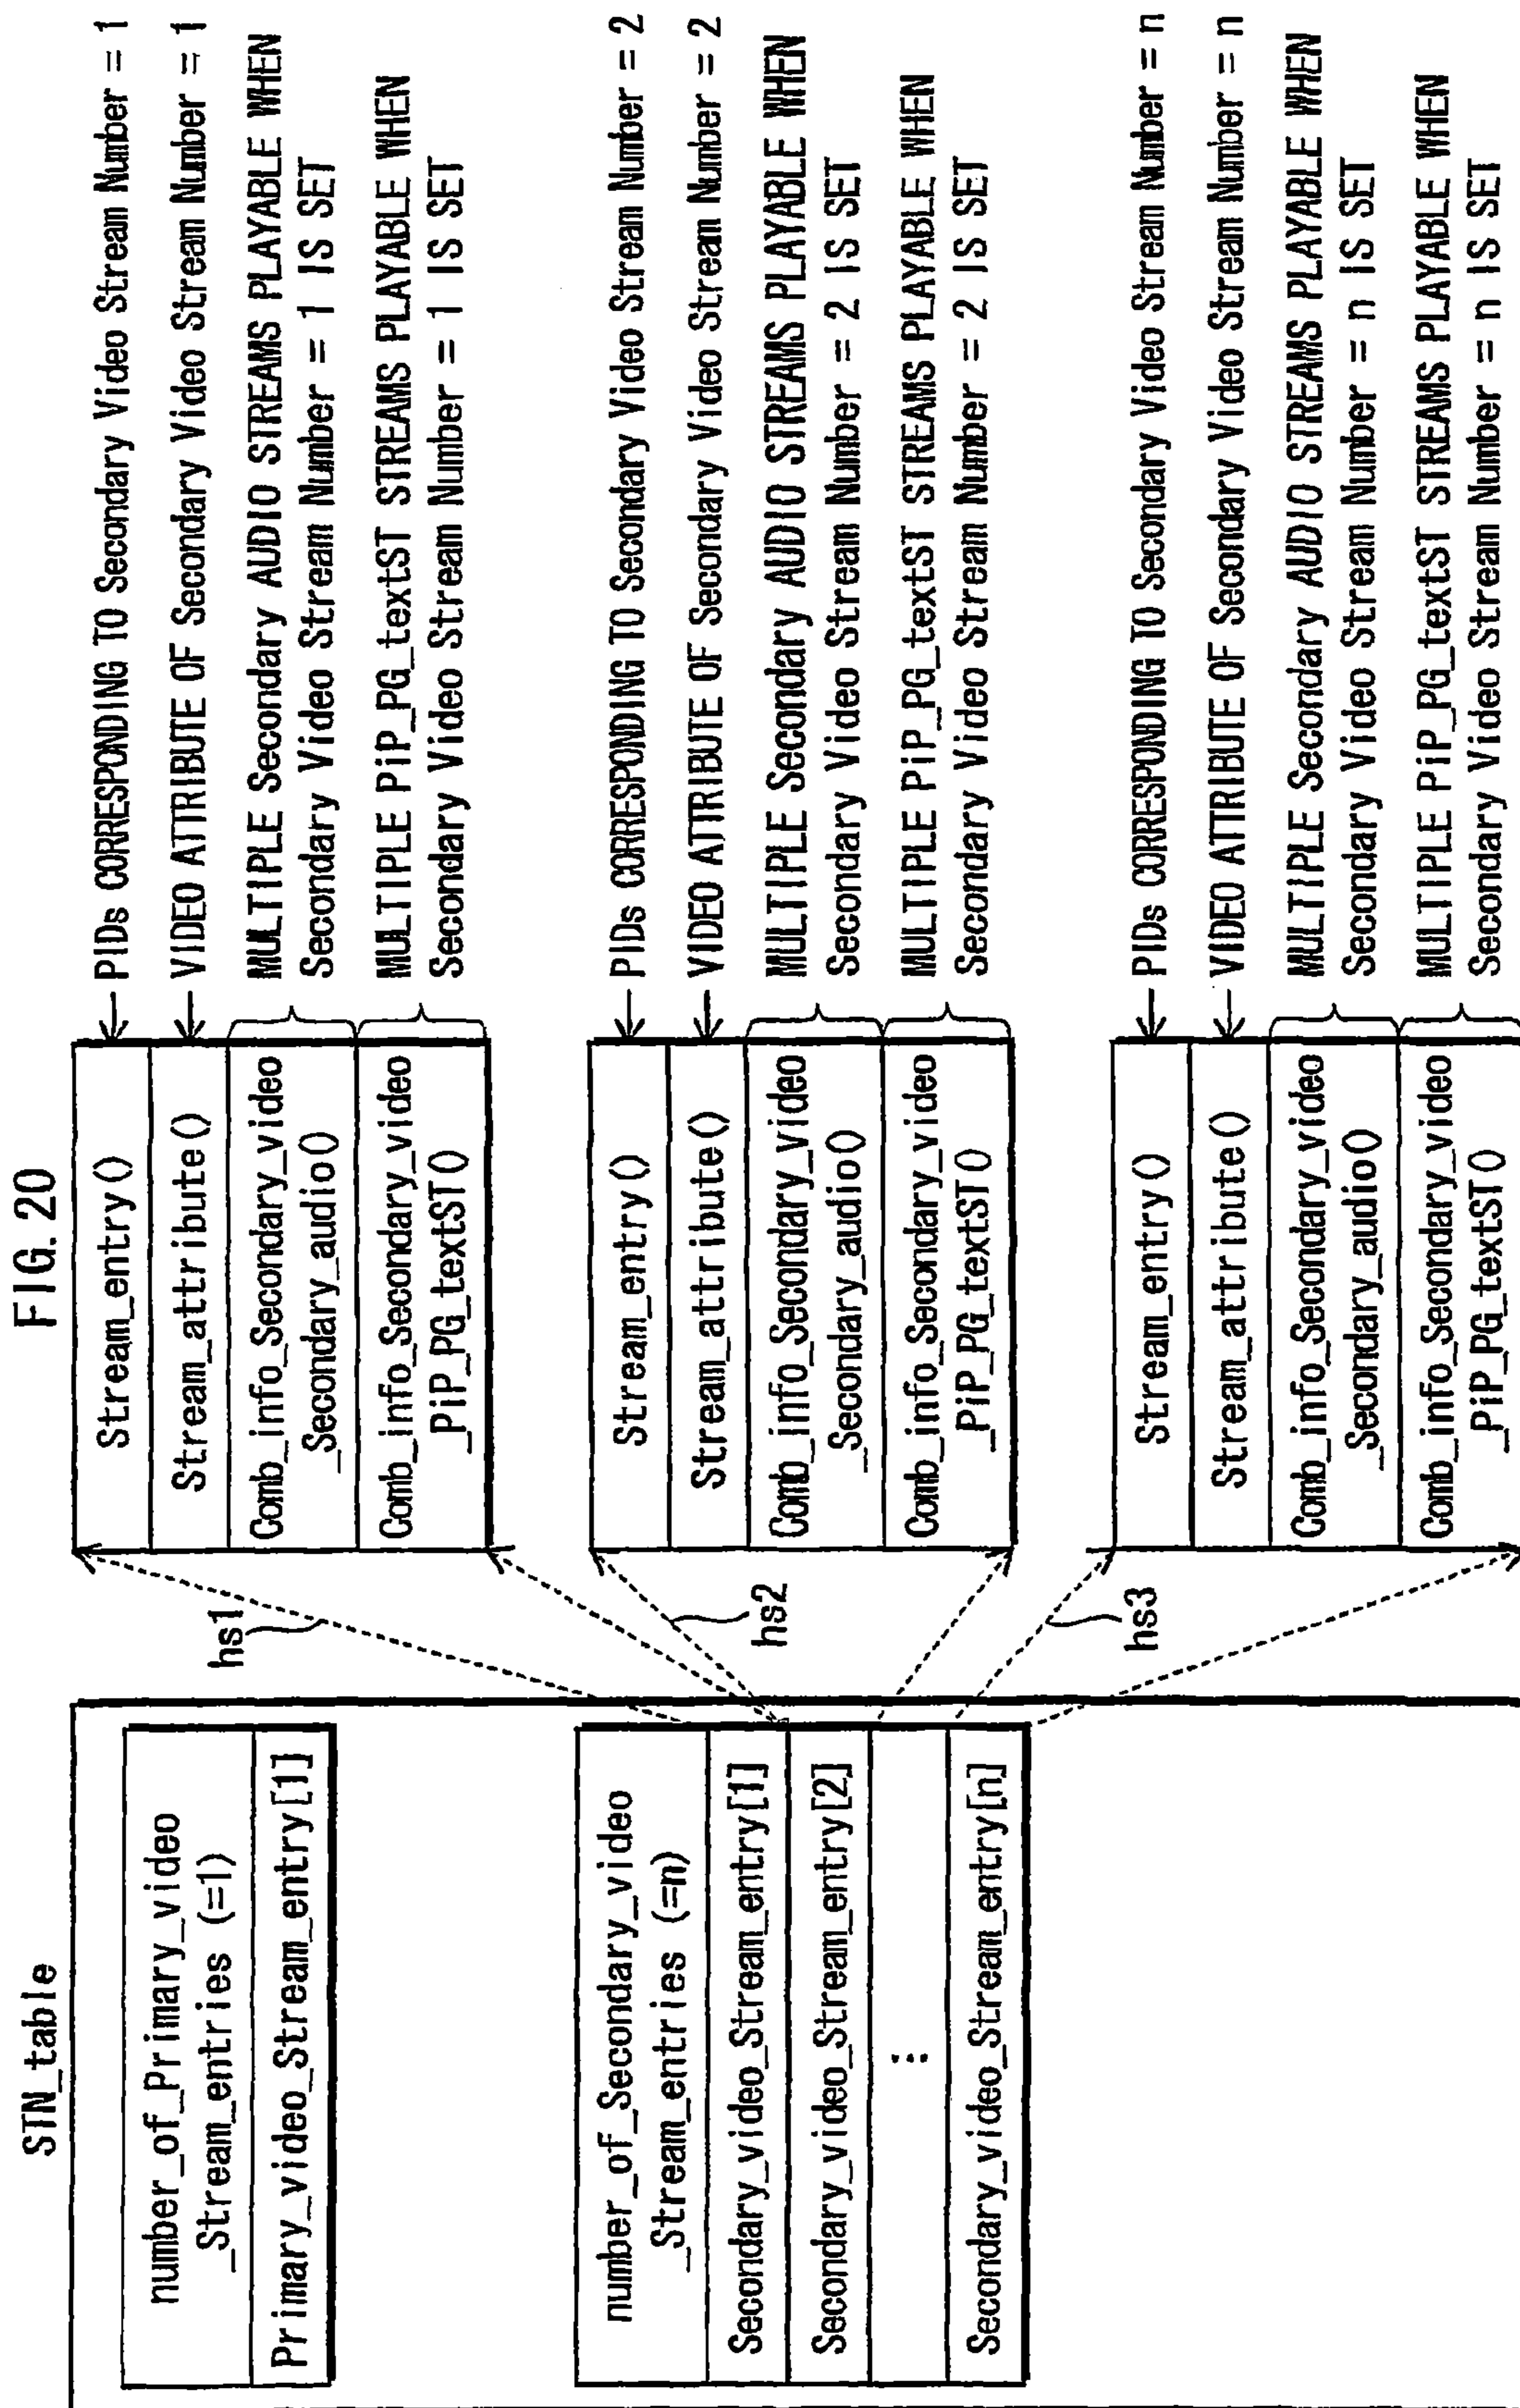 FIG. 20
STN_table
number_of_Primary_video
_Stream_entries (=1)
Primary_video_Stream_entry[1]
number_of_Secondary_video
_Stream_entries (=n)
Secondary_video_Stream_entry[1]
Secondary_video_Stream_entry[2]
:
Secondary_video_Stream_entry[n]
hs1
hs2
hs3
Stream_entry()
Stream_attribute()
Comb_info_Secondary_video
_Secondary_audio()
Comb_info_Secondary_video
_PiP_PG_textST()
PIDs CORRESPONDING TO Secondary Video Stream Number = 1
VIDEO ATTRIBUTE OF Secondary Video Stream Number = 1
MULTIPLE Secondary AUDIO STREAMS PLAYABLE WHEN
Secondary Video Stream Number = 1 IS SET
MULTIPLE PiP_PG_textST STREAMS PLAYABLE WHEN
Secondary Video Stream Number = 1 IS SET
Stream_entry()
Stream_attribute()
Comb_info_Secondary_video
_Secondary_audio()
Comb_info_Secondary_video
_PiP_PG_textST()
PIDs CORRESPONDING TO Secondary Video Stream Number = 2
VIDEO ATTRIBUTE OF Secondary Video Stream Number = 2
MULTIPLE Secondary AUDIO STREAMS PLAYABLE WHEN
Secondary Video Stream Number = 2 IS SET
MULTIPLE PiP_PG_textST STREAMS PLAYABLE WHEN
Secondary Video Stream Number = 2 IS SET
Stream_entry()
Stream_attribute()
Comb_info_Secondary_video
_Secondary_audio()
Comb_info_Secondary_video
_PiP_PG_textST()
PIDs CORRESPONDING TO Secondary Video Stream Number = n
VIDEO ATTRIBUTE OF Secondary Video Stream Number = n
MULTIPLE Secondary AUDIO STREAMS PLAYABLE WHEN
Secondary Video Stream Number = n IS SET
MULTIPLE PiP_PG_textST STREAMS PLAYABLE WHEN
Secondary Video Stream Number = n IS SET